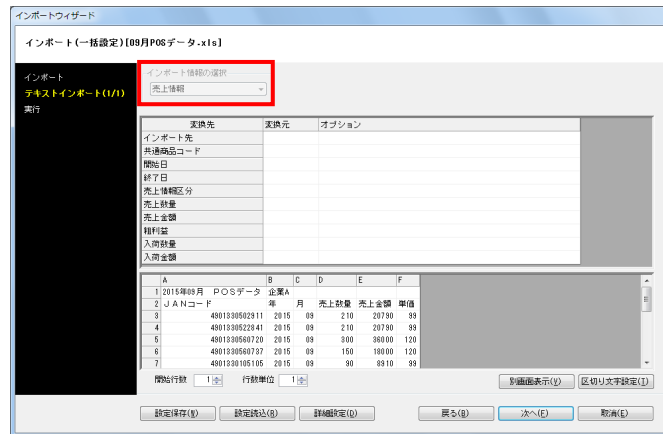 インポートウィザード
インポート(一括設定)[09月POSデータ.xls]
インポート
テキストインポート(1/1)
実行
インポート情報の選択
売上情報
変換先 変換元 オプション
インポート先
共通商品コード
開始日
終了日
売上情報区分
売上数量
売上金額
粗利益
入荷数量
入荷金額
A B C D E F
1 2015年09月 POSデータ 企業A
2 JANコード 年 月 売上数量 売上金額 単価
3 4901330502911 2015 09 210 20790 99
4 4901330522841 2015 09 210 20790 99
5 4901330560720 2015 09 300 36000 120
6 4901330560737 2015 09 150 18000 120
7 4901330105105 2015 09 90 8910 99
開始行数 1 行数単位 1 別画面表示(V) 区切り文字設定(T)
設定保存(W) 設定読込(R) 詳細設定(D) 戻る(B) 次へ(F) 取消(E)